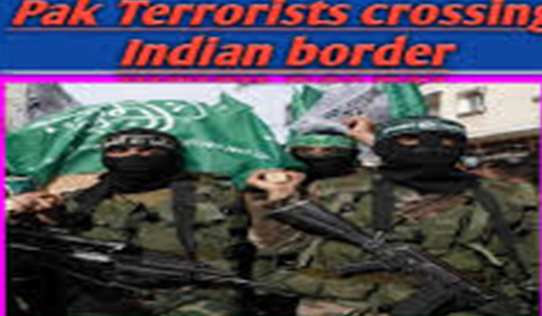 Pak Terrorists crossing
Indian border